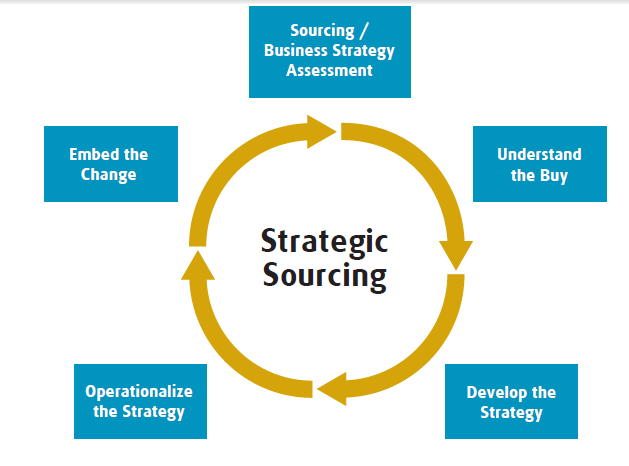 Sourcing /
Business Strategy
Assessment
Embed the
Change
Understand
the Buy
Strategic
Sourcing
Operationalize
the Strategy
Develop the
Strategy